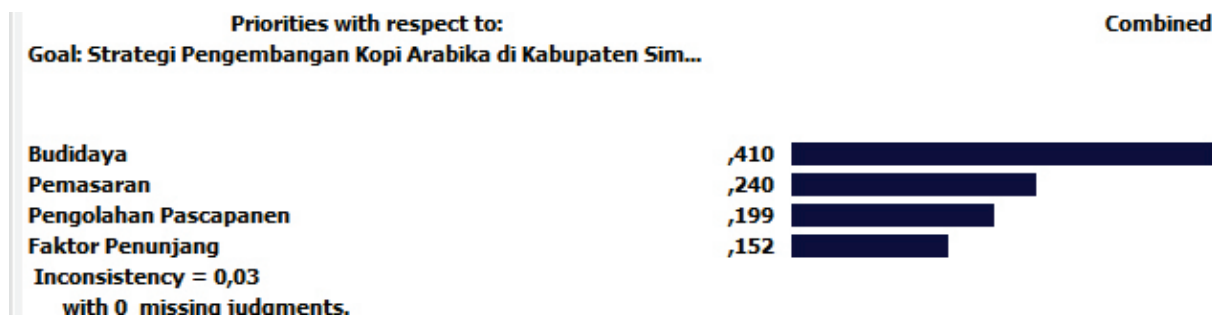 Priorities with respect to: Combined
Goal: Strategi Pengembangan Kopi Arabika di Kabupaten Sim...
Budidaya ,410
Pemasaran ,240
Pengolahan Pascapanen ,199
Faktor Penunjang ,152
Inconsistency = 0,03
with 0 missing judgments.